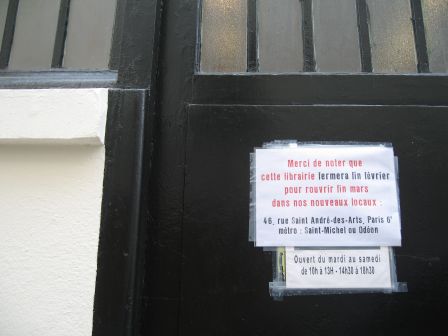 Merci de noter que
cette librairie fermera fin février
pour rouvrir fin mars
dans nos nouveaux locaux :
46, rue Saint André-des-Arts, Paris 6°
métro : Saint-Michel ou Odéon
Ouvert du mardi au samedi
de 10h à 13H - 14h30 à 18h30